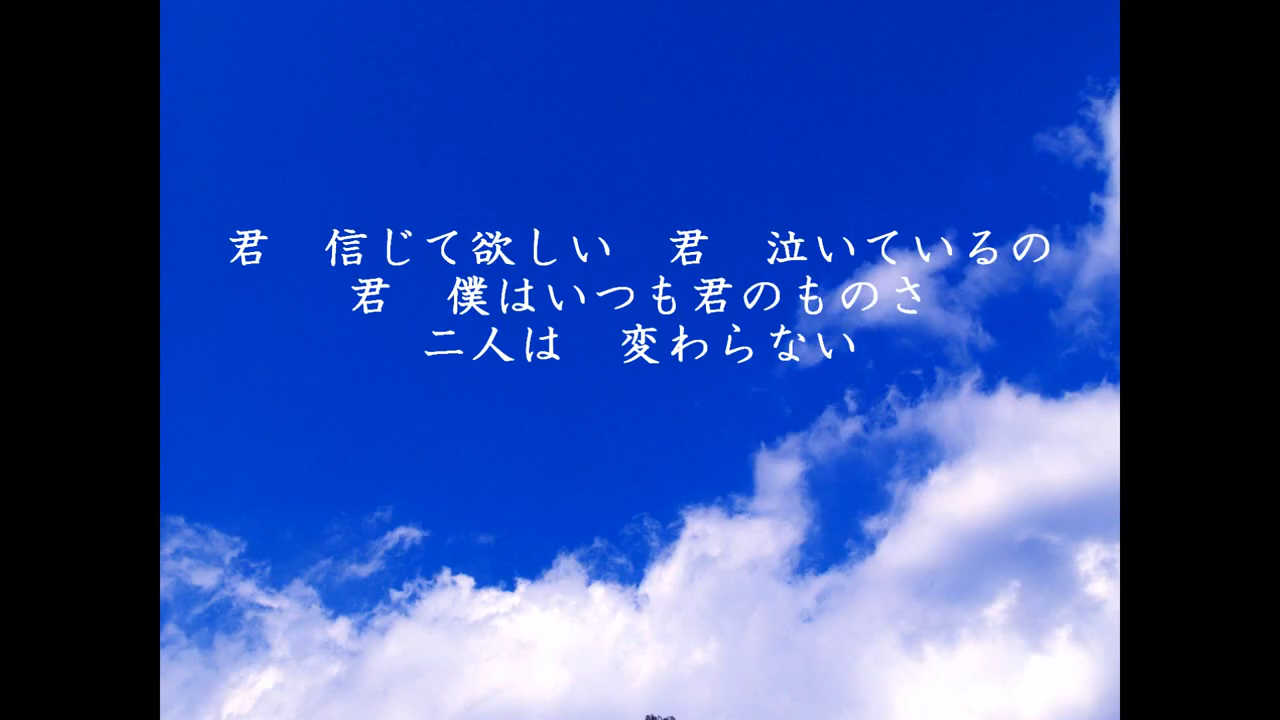 君　信じて欲しい　君　泣いているの
君　僕はいつも君のものさ
二人は　変わらない